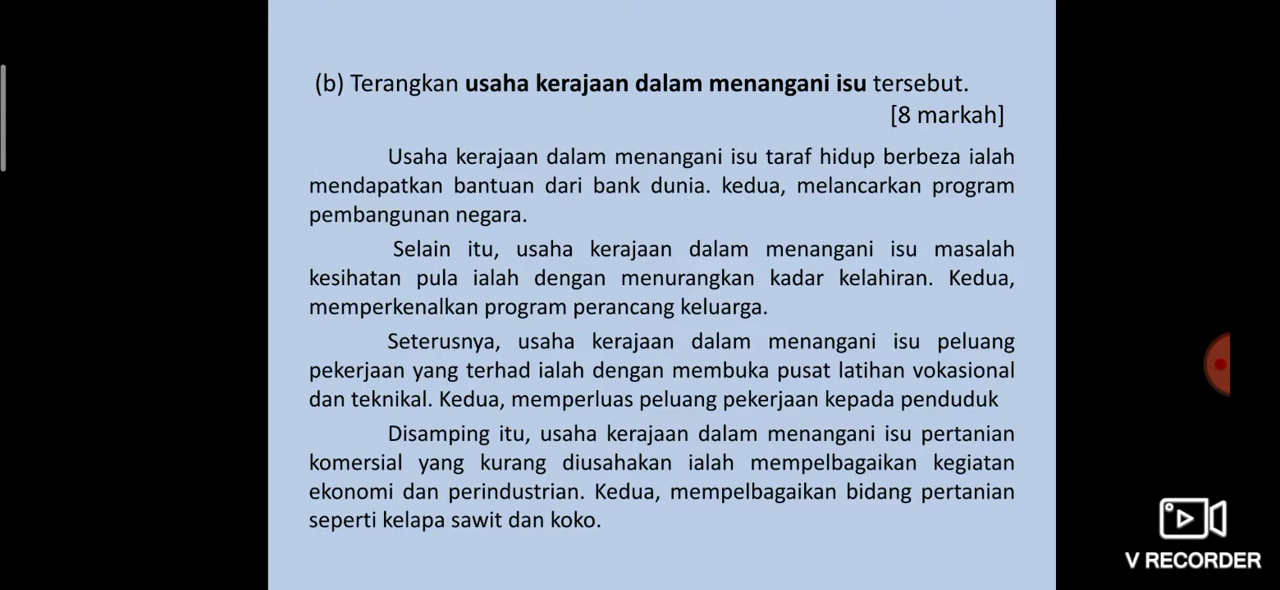 (b) Terangkan usaha kerajaan dalam menangani isu tersebut.
[8 markah]
Usaha kerajaan dalam menangani isu taraf hidup berbeza ialah
mendapatkan bantuan dari bank dunia. kedua, melancarkan program
pembangunan negara.
Selain itu, usaha kerajaan dalam menangani isu masalah
kesihatan pula ialah dengan menurangkan kadar kelahiran. Kedua,
memperkenalkan program perancang keluarga.
Seterusnya, usaha kerajaan dalam menangani isu peluang
pekerjaan yang terhad ialah dengan membuka pusat latihan vokasional
dan teknikal. Kedua, memperluas peluang pekerjaan kepada penduduk
Disamping itu, usaha kerajaan dalam menangani isu pertanian
komersial yang kurang diusahakan ialah mempelbagaikan kegiatan
ekonomi dan perindustrian. Kedua, mempelbagaikan bidang pertanian
seperti kelapa sawit dan koko.
V RECORDER